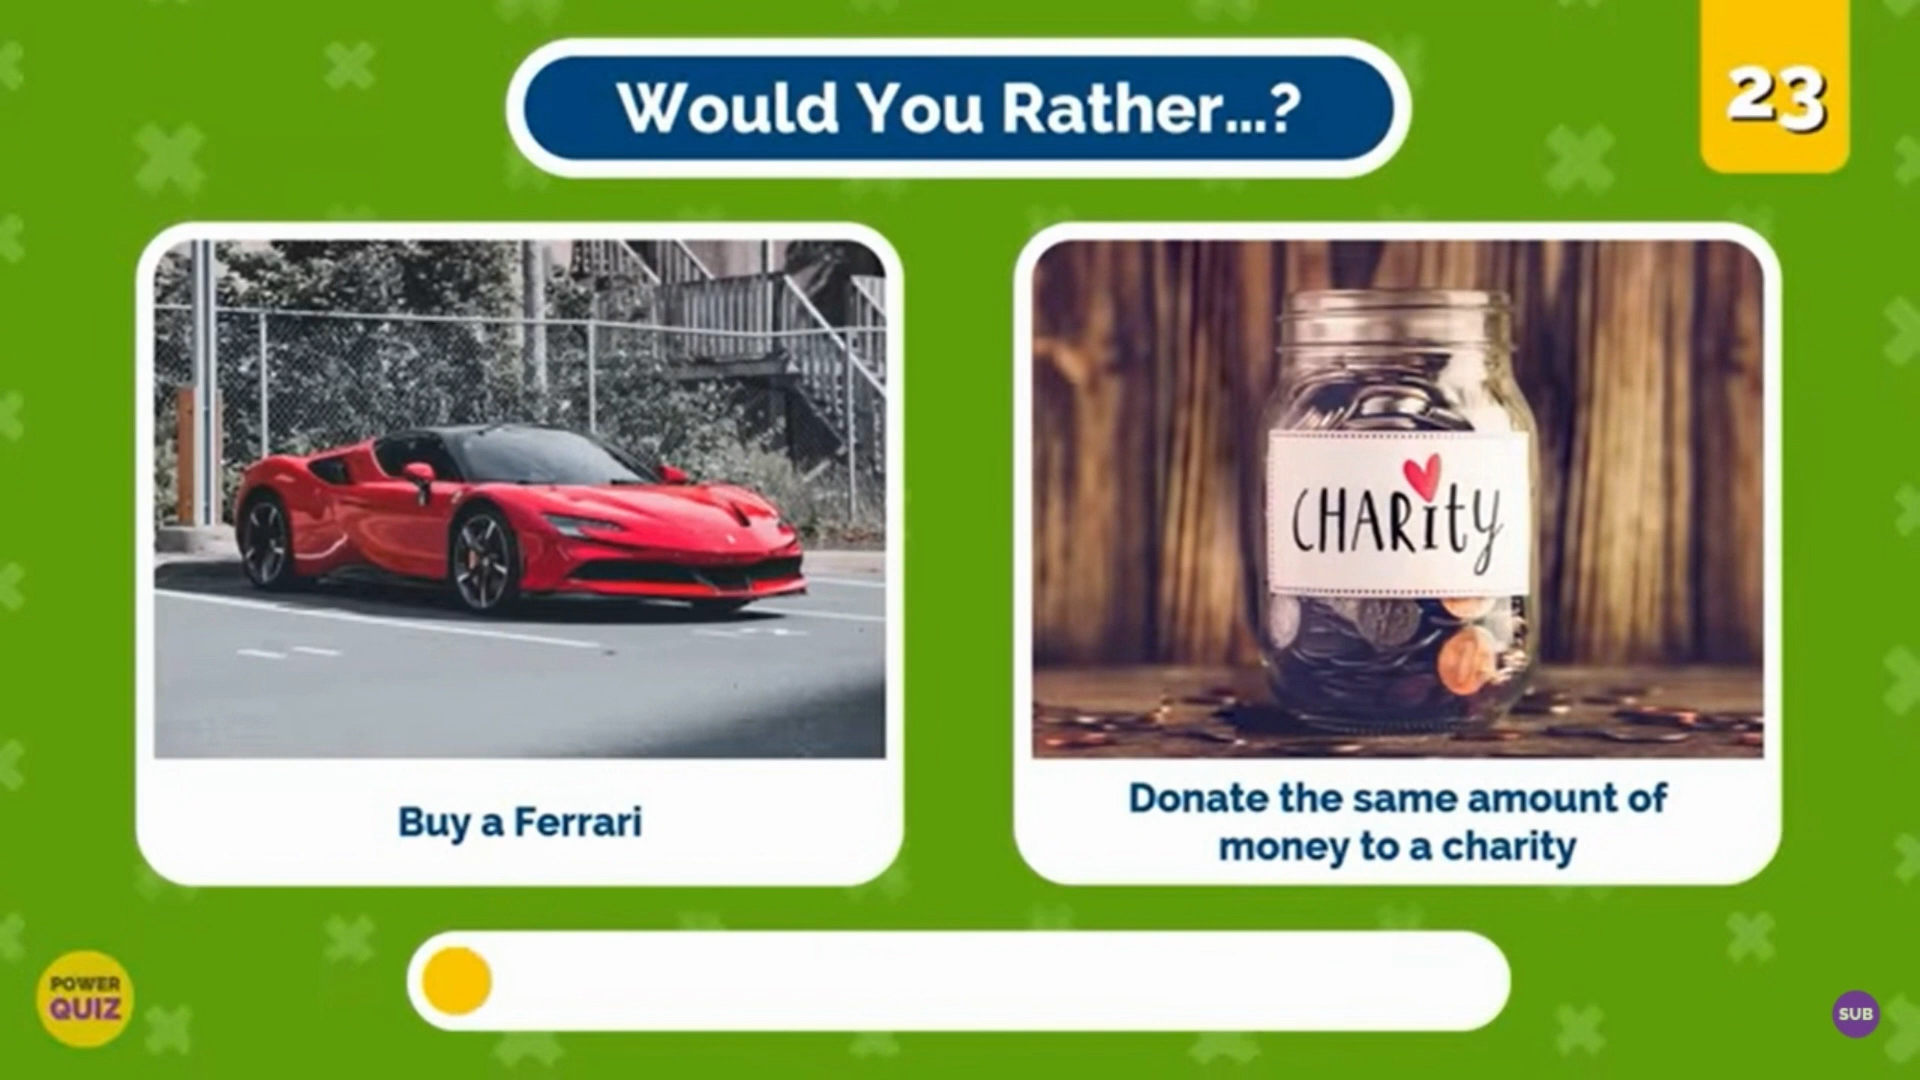 Would You Rather...?
23
CHARITY
Buy a Ferrari
Donate the same amount of
money to a charity
POWER
QUIZ
SUB